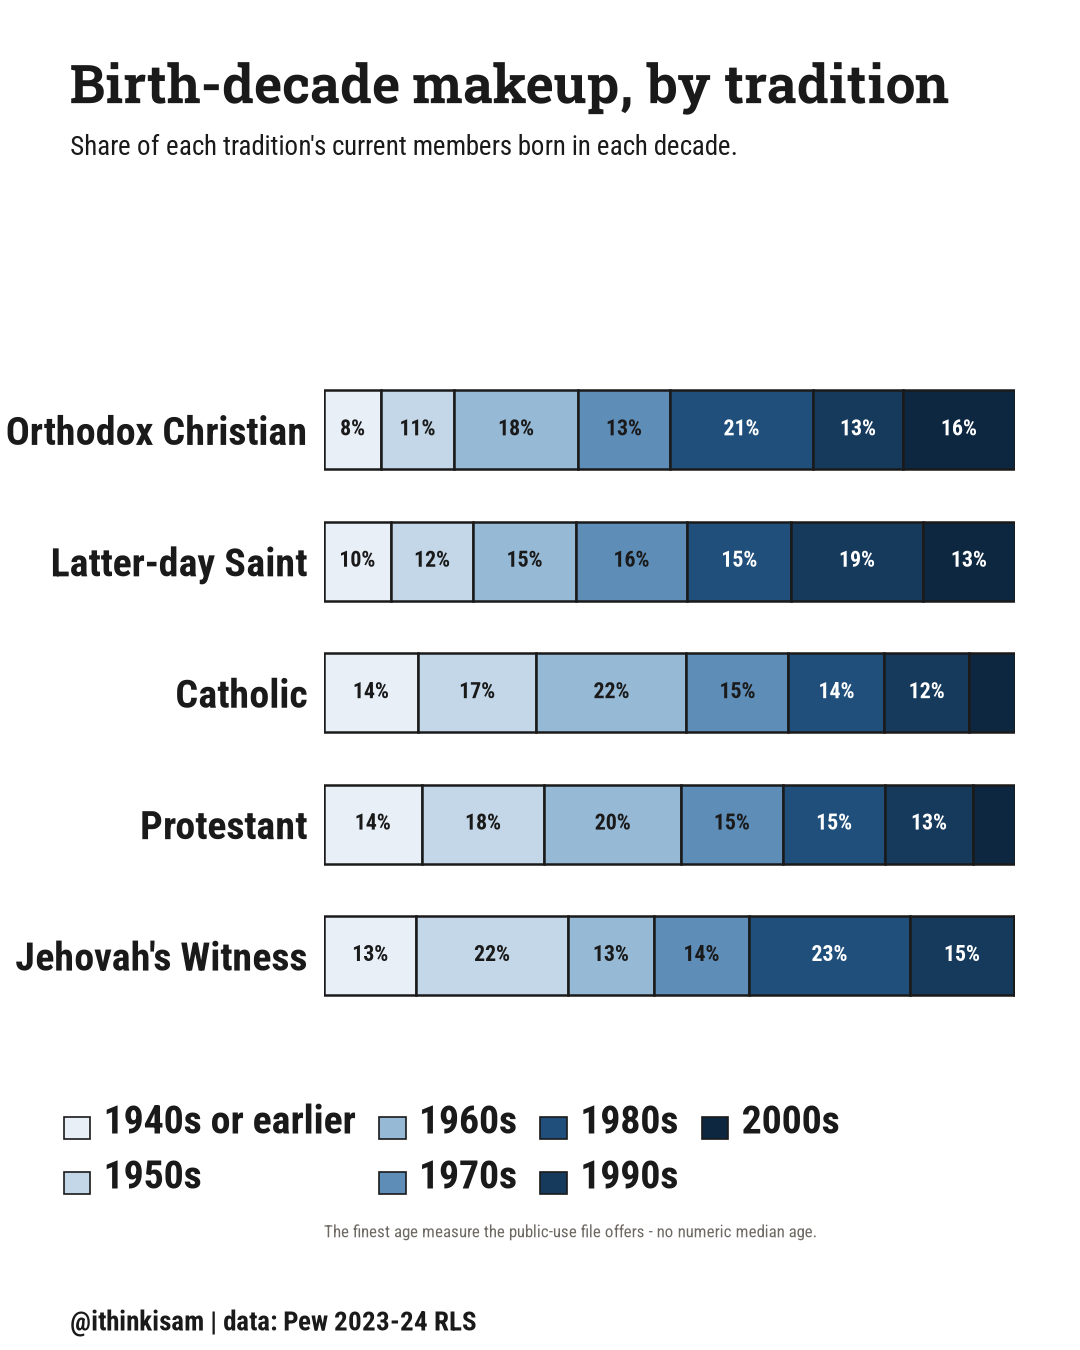 Birth-decade makeup, by tradition
Share of each tradition's current members born in each decade.
Orthodox Christian 8% 11% 18% 13% 21% 13% 16%
Latter-day Saint 10% 12% 15% 16% 15% 19% 13%
Catholic 14% 17% 22% 15% 14% 12%
Protestant 14% 18% 20% 15% 15% 13%
Jehovah's Witness 13% 22% 13% 14% 23% 15%
1940s or earlier 1960s 1980s 2000s
1950s 1970s 1990s
The finest age measure the public-use file offers - no numeric median age.
@ithinkisam | data: Pew 2023-24 RLS